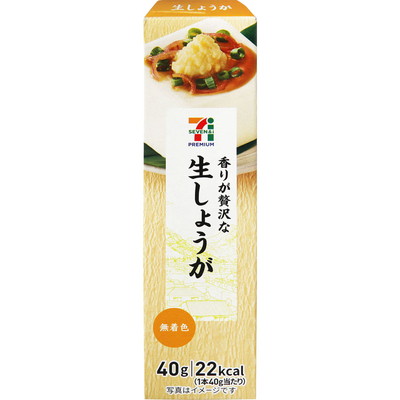 生しょうが
SEVEN&i
PREMIUM
香りが贅沢な
生しょうが
無着色
40g 22kcal
(1本40g当たり)
写真はイメージです